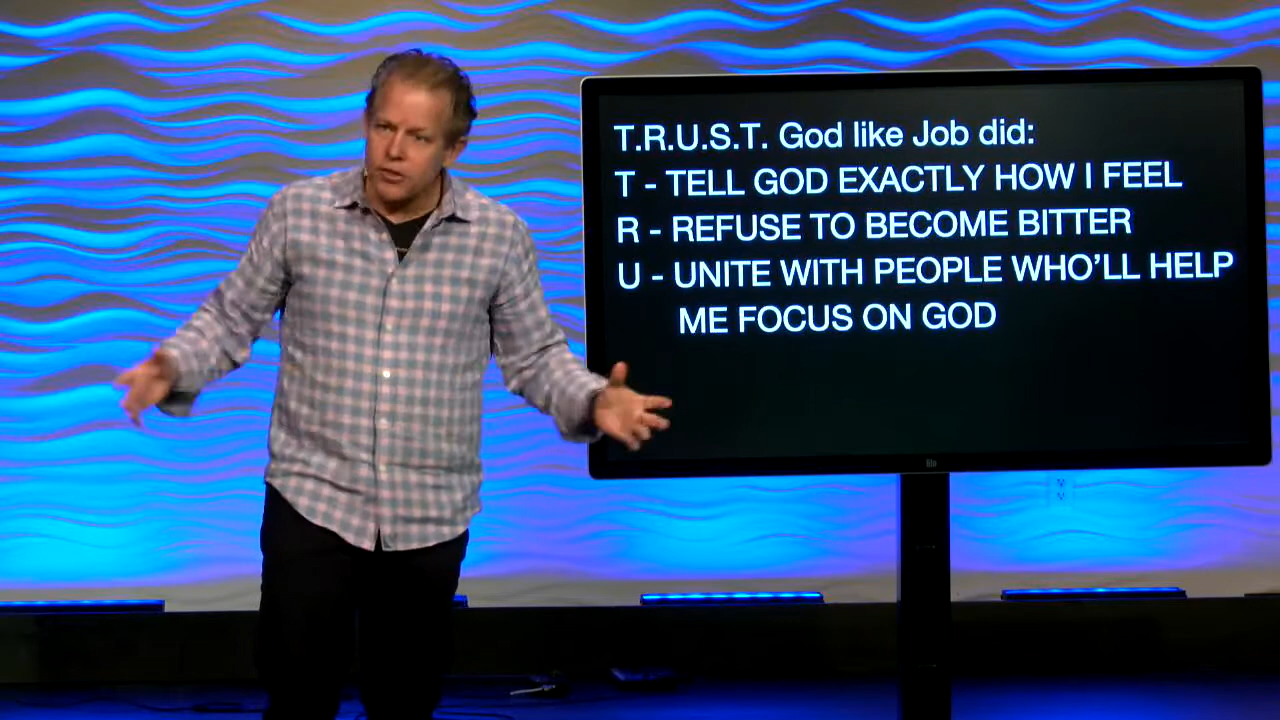 T.R.U.S.T. God like Job did:
T - TELL GOD EXACTLY HOW I FEEL
R - REFUSE TO BECOME BITTER
U - UNITE WITH PEOPLE WHO'LL HELP
ME FOCUS ON GOD
elo